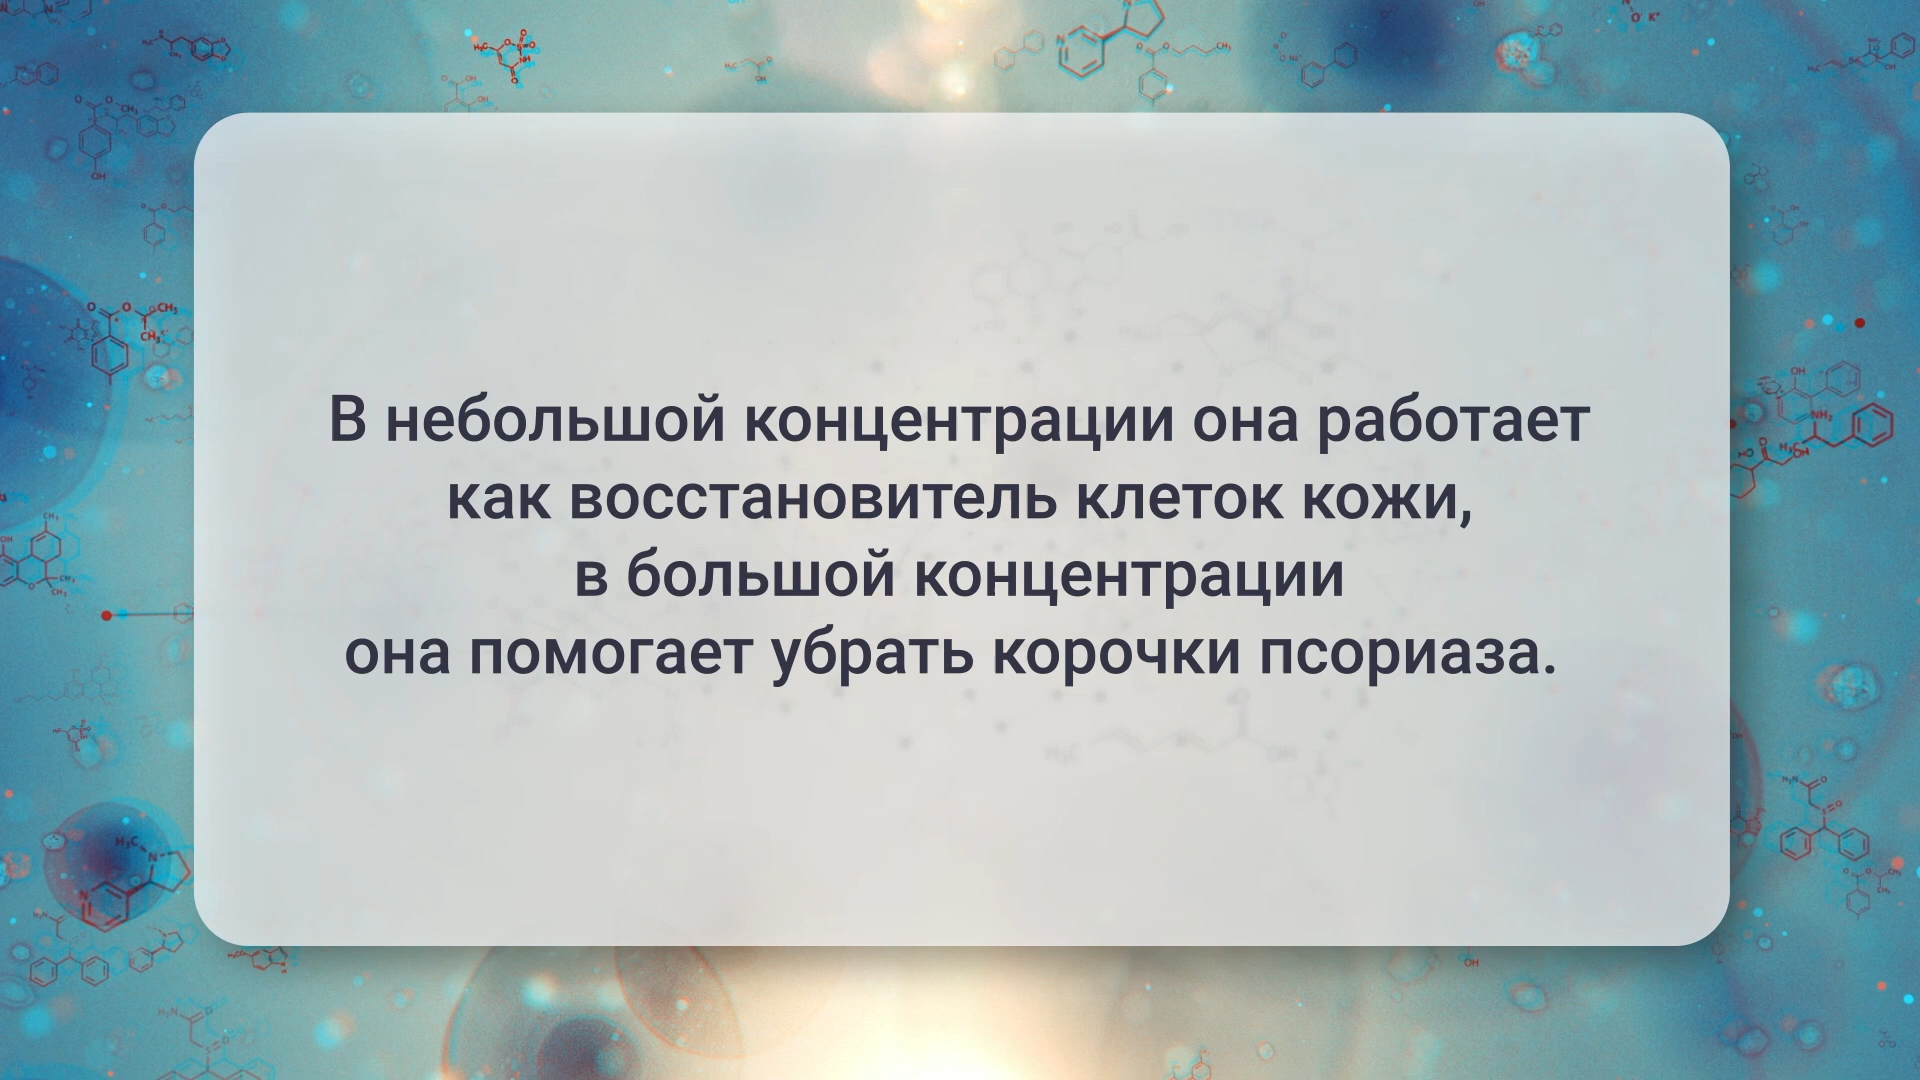 В небольшой концентрации она работает
как восстановитель клеток кожи,
в большой концентрации
она помогает убрать корочки псориаза.